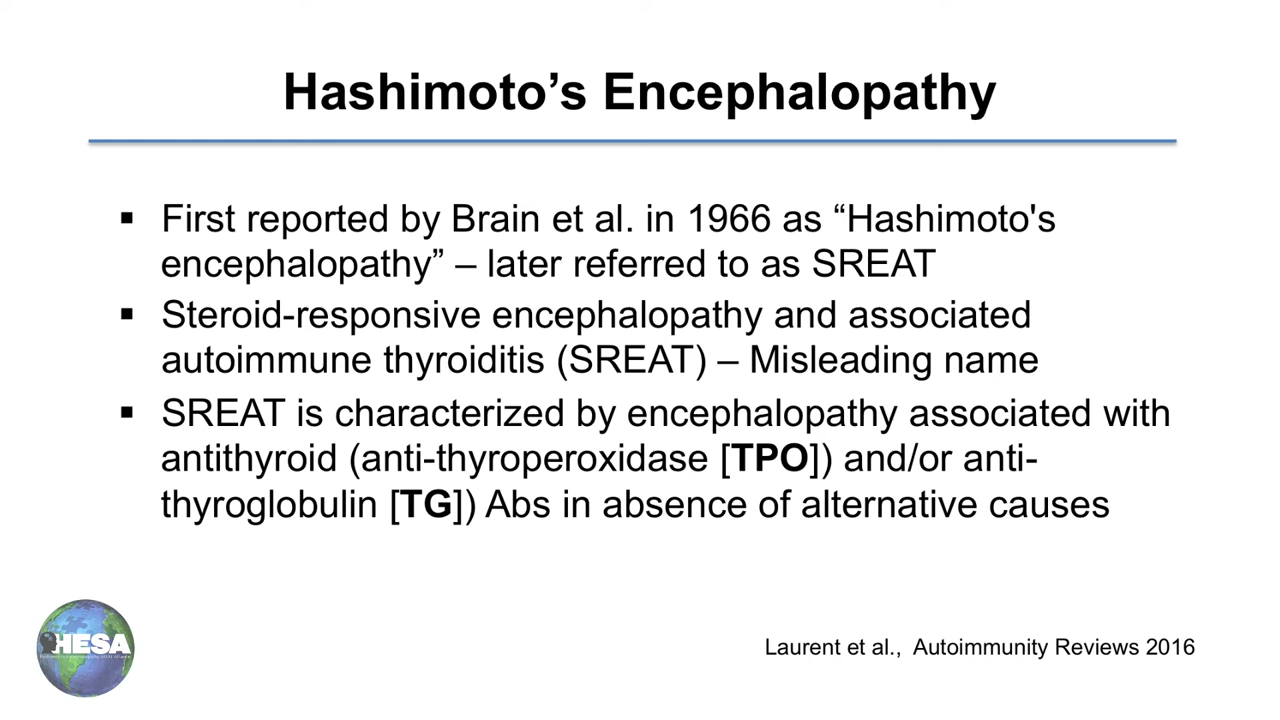 Hashimoto’s Encephalopathy
▪ First reported by Brain et al. in 1966 as “Hashimoto's
encephalopathy” – later referred to as SREAT
▪ Steroid-responsive encephalopathy and associated
autoimmune thyroiditis (SREAT) – Misleading name
▪ SREAT is characterized by encephalopathy associated with
antithyroid (anti-thyroperoxidase [TPO]) and/or anti-
thyroglobulin [TG]) Abs in absence of alternative causes
HESA
Laurent et al., Autoimmunity Reviews 2016